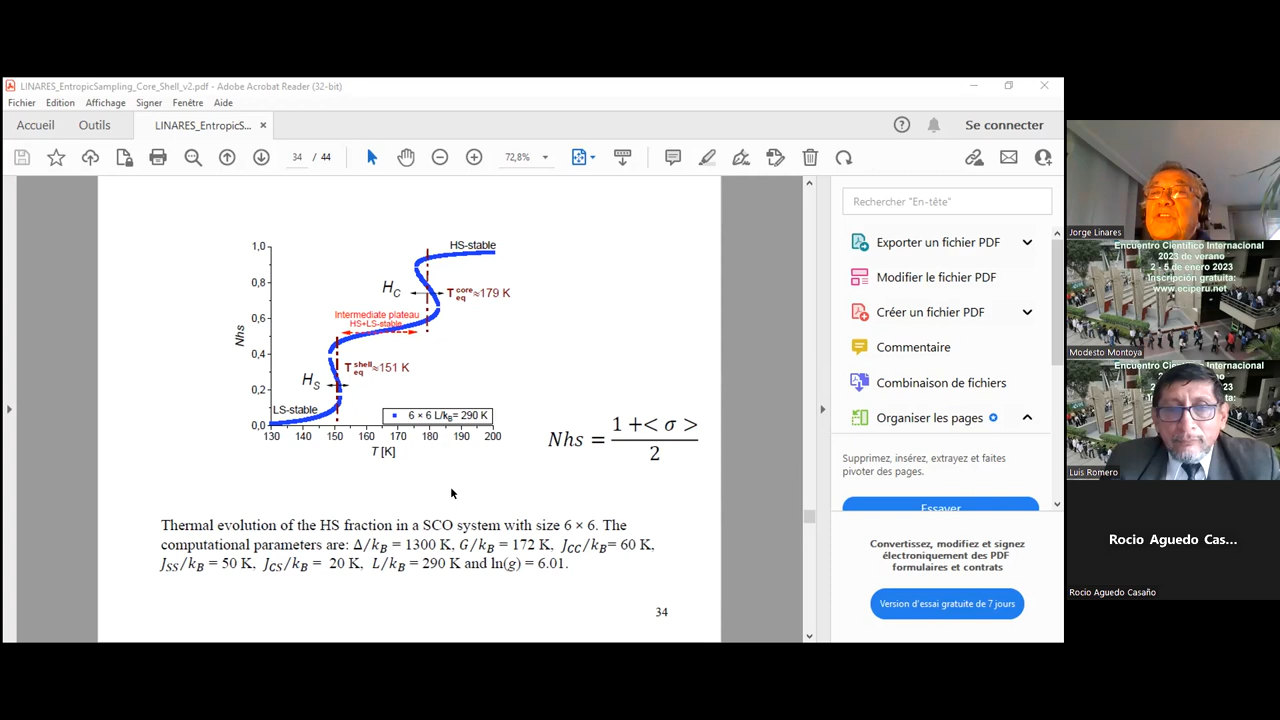 LINARES_EntropicSampling_Core_Shell_v2.pdf - Adobe Acrobat Reader (32-bit)
Fichier Edition Affichage Signer Fenêtre Aide
Accueil Outils LINARES_EntropicS... × Se connecter
34 / 44 72,8%
Nhs
1,0
0,8
0,6
0,4
0,2
0,0
130 140 150 160 170 180 190 200
T [K]
HS-stable
H_C
T_eq^core≈179 K
Intermediate plateau
HS+LS-stable
T_eq^shell≈151 K
H_S
LS-stable
6 × 6 L/k_B= 290 K
Nhs = (1 +< σ >)/2
Thermal evolution of the HS fraction in a SCO system with size 6 × 6. The
computational parameters are: Δ/k_B = 1300 K, G/k_B = 172 K, J_CC/k_B= 60 K,
J_SS/k_B = 50 K, J_CS/k_B = 20 K, L/k_B = 290 K and ln(g) = 6.01.
34
Rechercher "En-tête"
Exporter un fichier PDF
Modifier le fichier PDF
Créer un fichier PDF
Commentaire
Combinaison de fichiers
Organiser les pages
Supprimez, insérez, extrayez et faites
pivoter des pages.
Essayer
Convertissez, modifiez et signez
électroniquement des PDF
formulaires et contrats
Version d'essai gratuite de 7 jours
Jorge Linares
Encuentro Científico Internacional
2023 de verano
2 - 5 de enero 2023
Inscripción gratuita:
www.eciperu.net
Modesto Montoya
Luis Romero
Rocio Aguedo Cas...
Rocio Aguedo Casaño